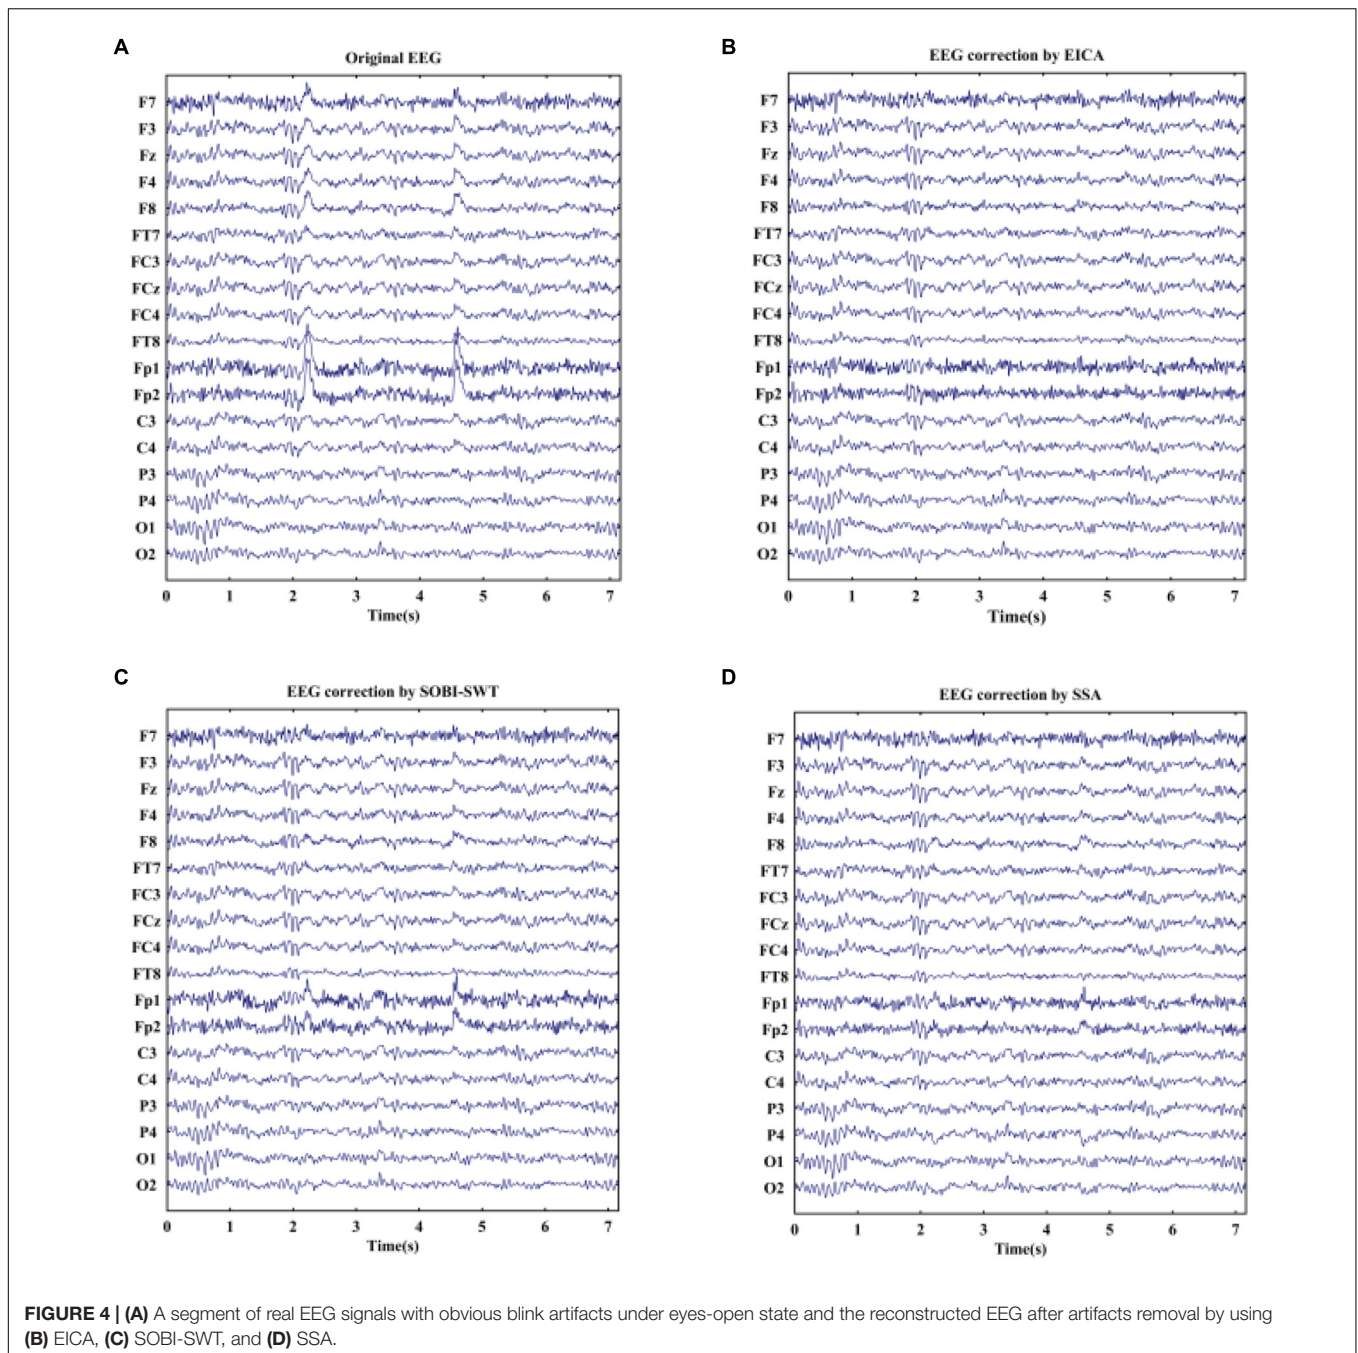 A
Original EEG
F7
F3
Fz
F4
F8
FT7
FC3
FCz
FC4
FT8
Fp1
Fp2
C3
C4
P3
P4
O1
O2
0 1 2 3 4 5 6 7
Time(s)
B
EEG correction by EICA
F7
F3
Fz
F4
F8
FT7
FC3
FCz
FC4
FT8
Fp1
Fp2
C3
C4
P3
P4
O1
O2
0 1 2 3 4 5 6 7
Time(s)
C
EEG correction by SOBI-SWT
F7
F3
Fz
F4
F8
FT7
FC3
FCz
FC4
FT8
Fp1
Fp2
C3
C4
P3
P4
O1
O2
0 1 2 3 4 5 6 7
Time(s)
D
EEG correction by SSA
F7
F3
Fz
F4
F8
FT7
FC3
FCz
FC4
FT8
Fp1
Fp2
C3
C4
P3
P4
O1
O2
0 1 2 3 4 5 6 7
Time(s)
FIGURE 4 | (A) A segment of real EEG signals with obvious blink artifacts under eyes-open state and the reconstructed EEG after artifacts removal by using
(B) EICA, (C) SOBI-SWT, and (D) SSA.